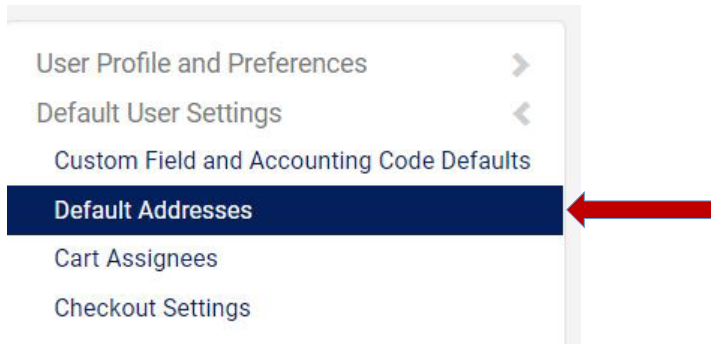 User Profile and Preferences
Default User Settings
Custom Field and Accounting Code Defaults
Default Addresses
Cart Assignees
Checkout Settings